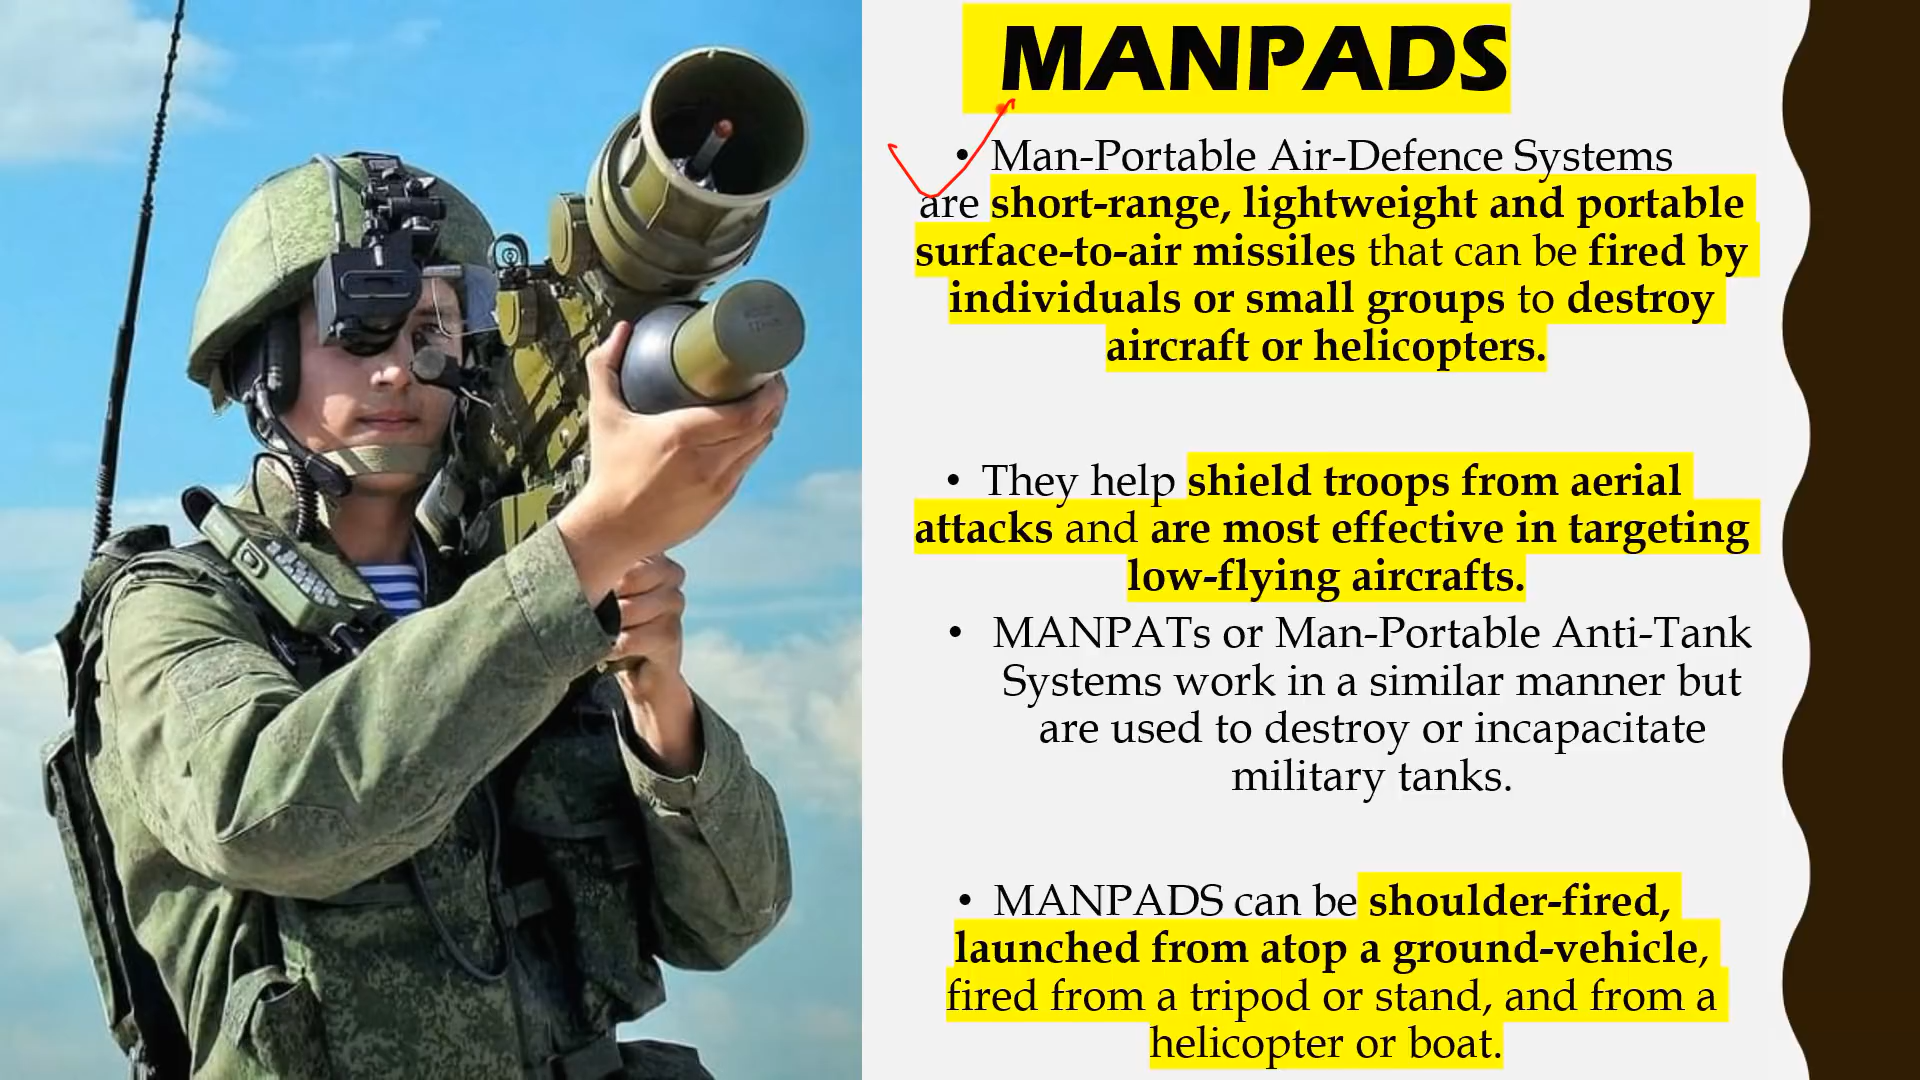 MANPADS
• Man-Portable Air-Defence Systems
are short-range, lightweight and portable
surface-to-air missiles that can be fired by
individuals or small groups to destroy
aircraft or helicopters.
• They help shield troops from aerial
attacks and are most effective in targeting
low-flying aircrafts.
• MANPATs or Man-Portable Anti-Tank
Systems work in a similar manner but
are used to destroy or incapacitate
military tanks.
• MANPADS can be shoulder-fired,
launched from atop a ground-vehicle,
fired from a tripod or stand, and from a
helicopter or boat.